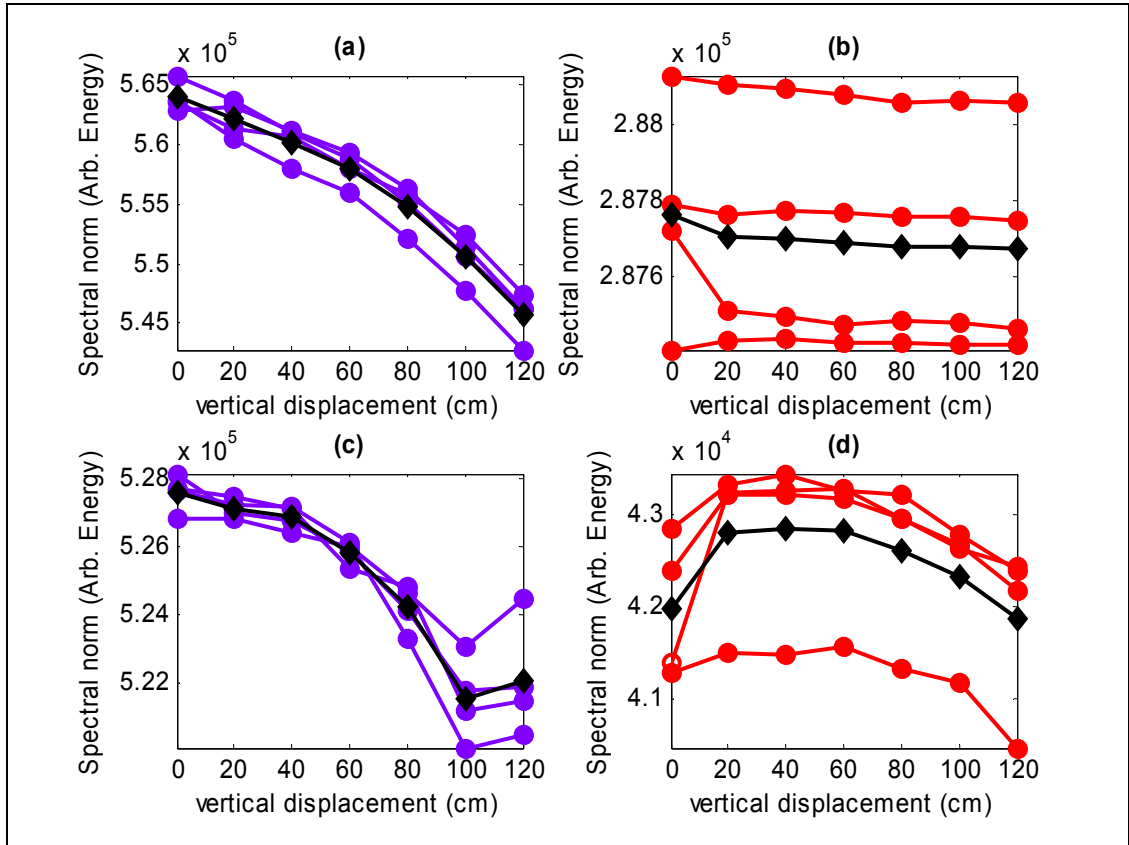 (a)
x 10^5
Spectral norm (Arb. Energy)
5.65
5.6
5.55
5.5
5.45
0 20 40 60 80 100 120
vertical displacement (cm)
(b)
x 10^5
Spectral norm (Arb. Energy)
2.88
2.878
2.876
0 20 40 60 80 100 120
vertical displacement (cm)
(c)
x 10^5
Spectral norm (Arb. Energy)
5.28
5.26
5.24
5.22
0 20 40 60 80 100 120
vertical displacement (cm)
(d)
x 10^4
Spectral norm (Arb. Energy)
4.3
4.2
4.1
0 20 40 60 80 100 120
vertical displacement (cm)